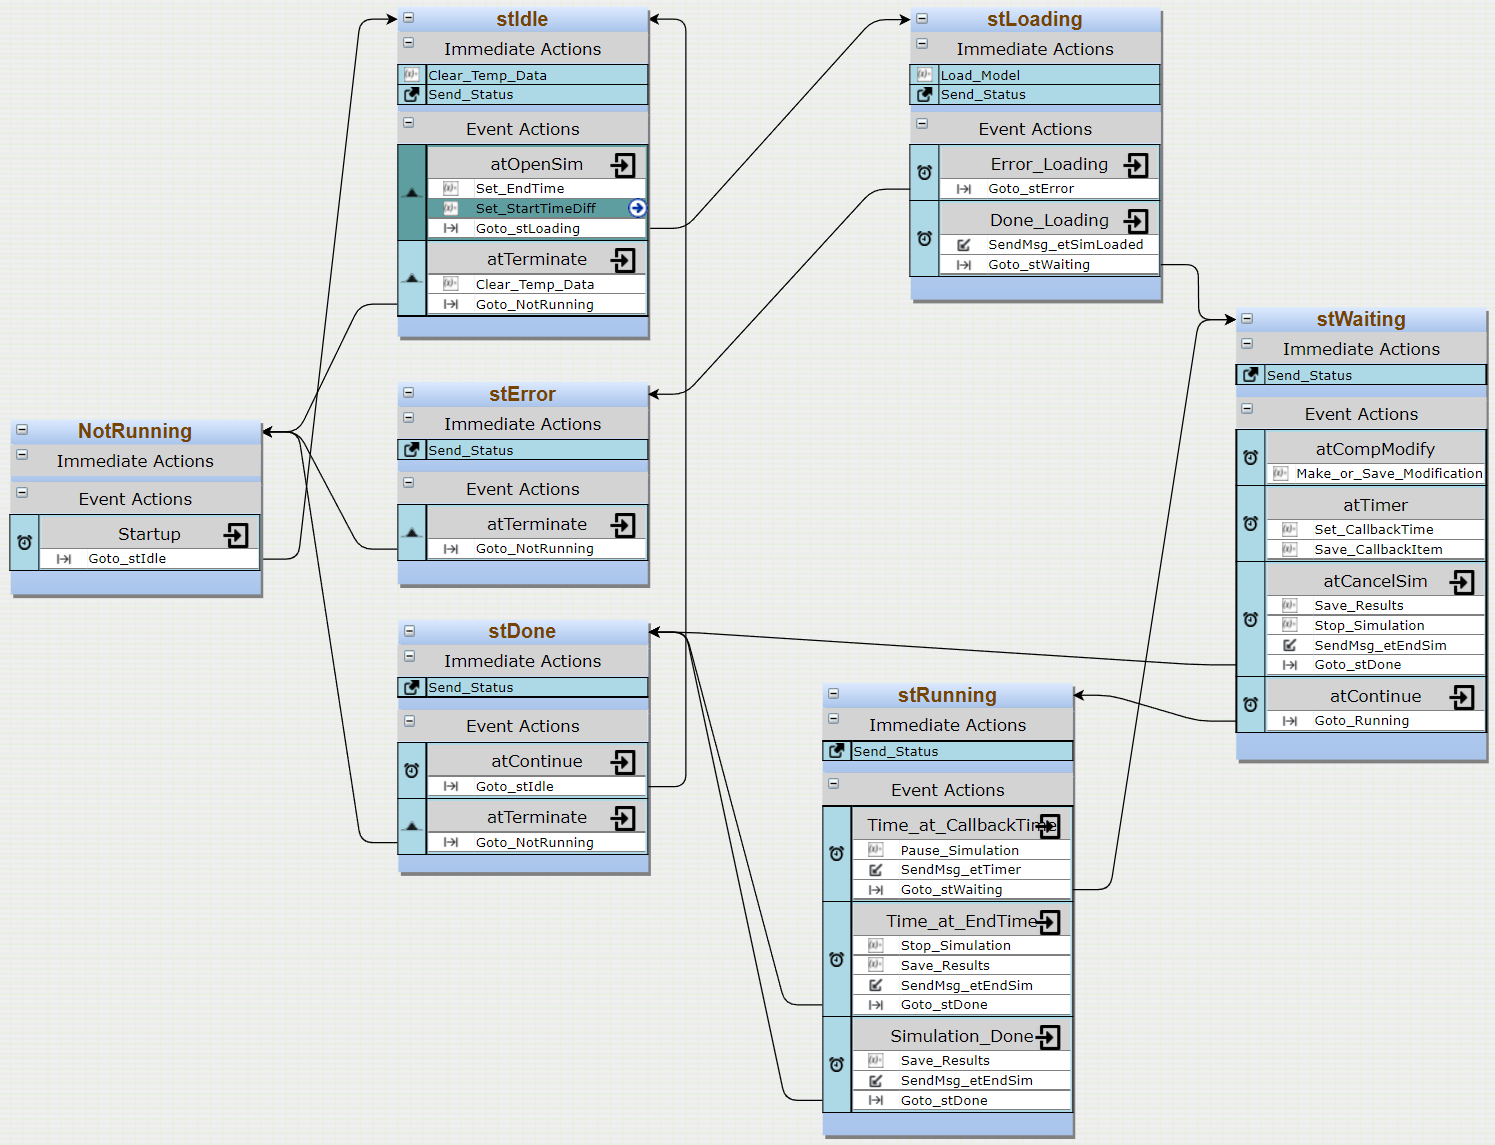 stIdle
Immediate Actions
Clear_Temp_Data
Send_Status
Event Actions
atOpenSim
Set_EndTime
Set_StartTimeDiff
Goto_stLoading
atTerminate
Clear_Temp_Data
Goto_NotRunning
stLoading
Immediate Actions
Load_Model
Send_Status
Event Actions
Error_Loading
Goto_stError
Done_Loading
SendMsg_etSimLoaded
Goto_stWaiting
stWaiting
Immediate Actions
Send_Status
Event Actions
atCompModify
Make_or_Save_Modification
atTimer
Set_CallbackTime
Save_CallbackItem
atCancelSim
Save_Results
Stop_Simulation
SendMsg_etEndSim
Goto_stDone
atContinue
Goto_Running
stError
Immediate Actions
Send_Status
Event Actions
atTerminate
Goto_NotRunning
NotRunning
Immediate Actions
Event Actions
Startup
Goto_stIdle
stDone
Immediate Actions
Send_Status
Event Actions
atContinue
Goto_stIdle
atTerminate
Goto_NotRunning
stRunning
Immediate Actions
Send_Status
Event Actions
Time_at_CallbackTime
Pause_Simulation
SendMsg_etTimer
Goto_stWaiting
Time_at_EndTime
Stop_Simulation
Save_Results
SendMsg_etEndSim
Goto_stDone
Simulation_Done
Save_Results
SendMsg_etEndSim
Goto_stDone